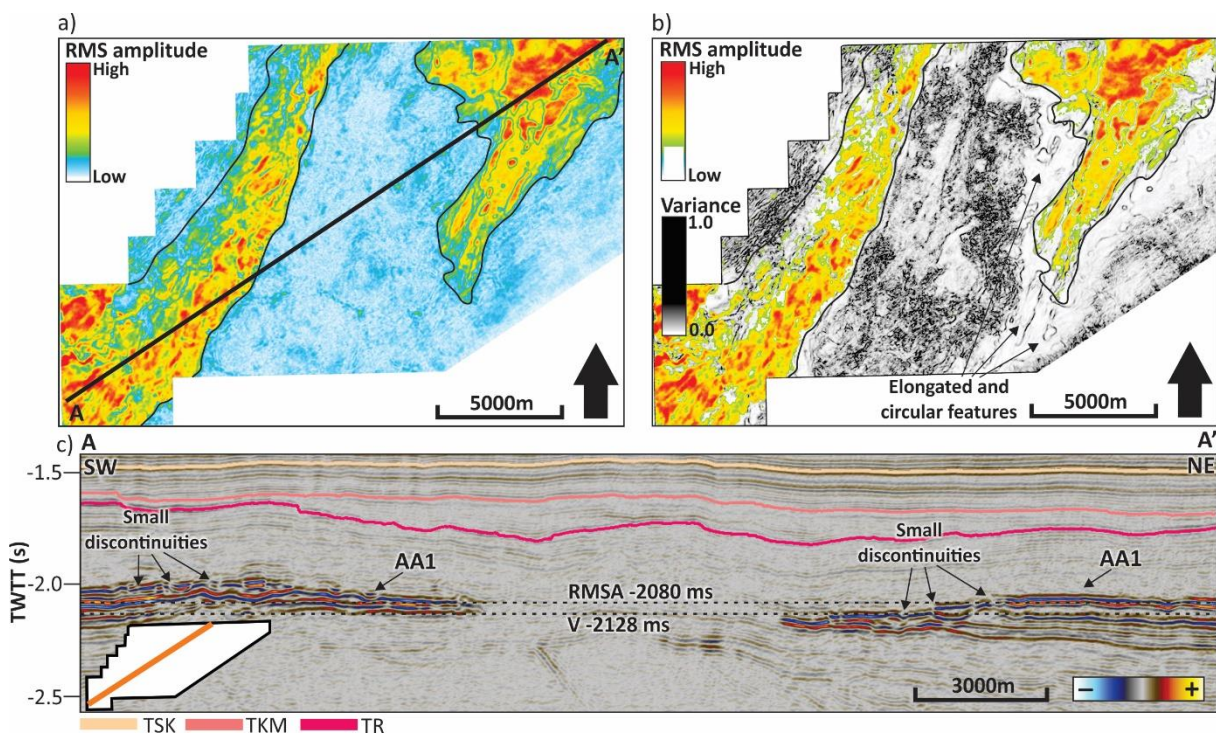 a)
RMS amplitude
High
Low
A'
A
5000m
b)
RMS amplitude
High
Low
Variance
1.0
0.0
Elongated and
circular features
5000m
c)
A
A'
SW
NE
-1.5
-2.0
-2.5
TWTT (s)
Small
discontinuities
AA1
RMSA -2080 ms
V -2128 ms
Small
discontinuities
AA1
3000m
- +
TSK TKM TR